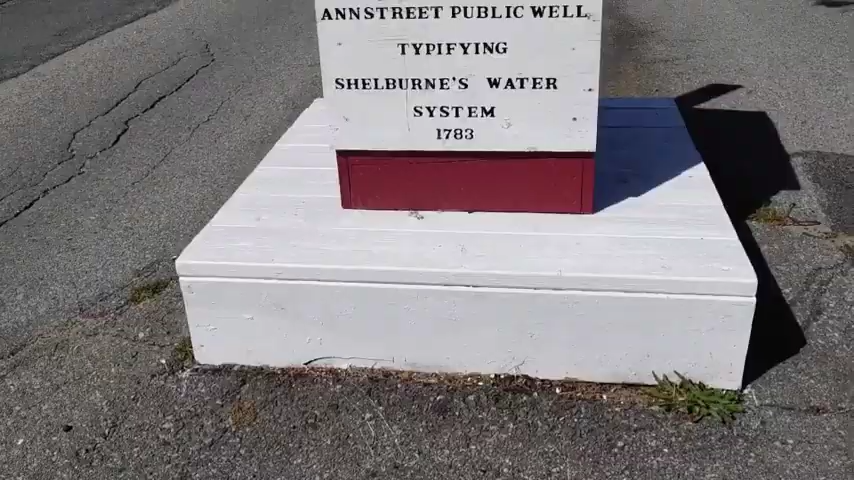 ANNSTREET PUBLIC WELL
TYPIFYING
SHELBURNE'S WATER
SYSTEM
1783